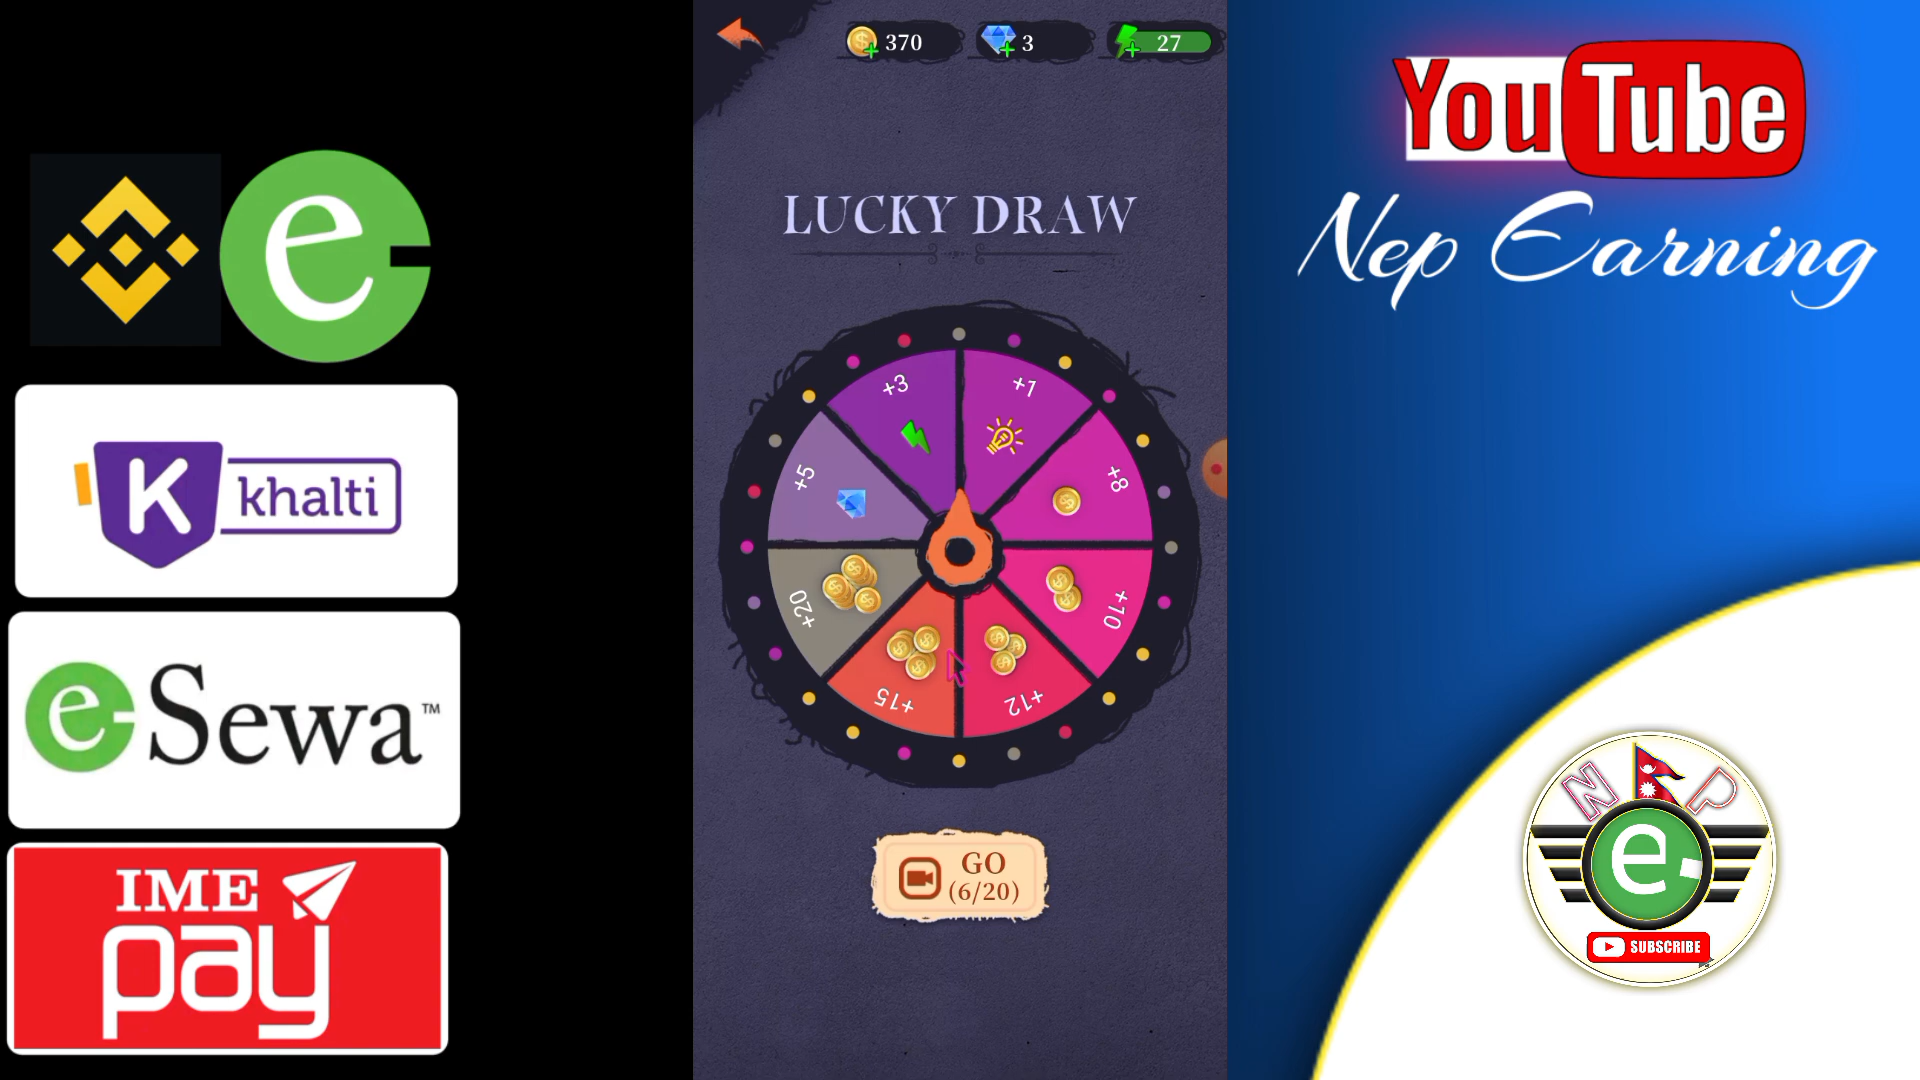 e
K khalti
eSewa™
IME
pay
370
3
27
LUCKY DRAW
+3
+1
+8
+10
+12
+15
+20
+5
GO
(6/20)
YouTube
Nep Earning
N P
e
SUBSCRIBE